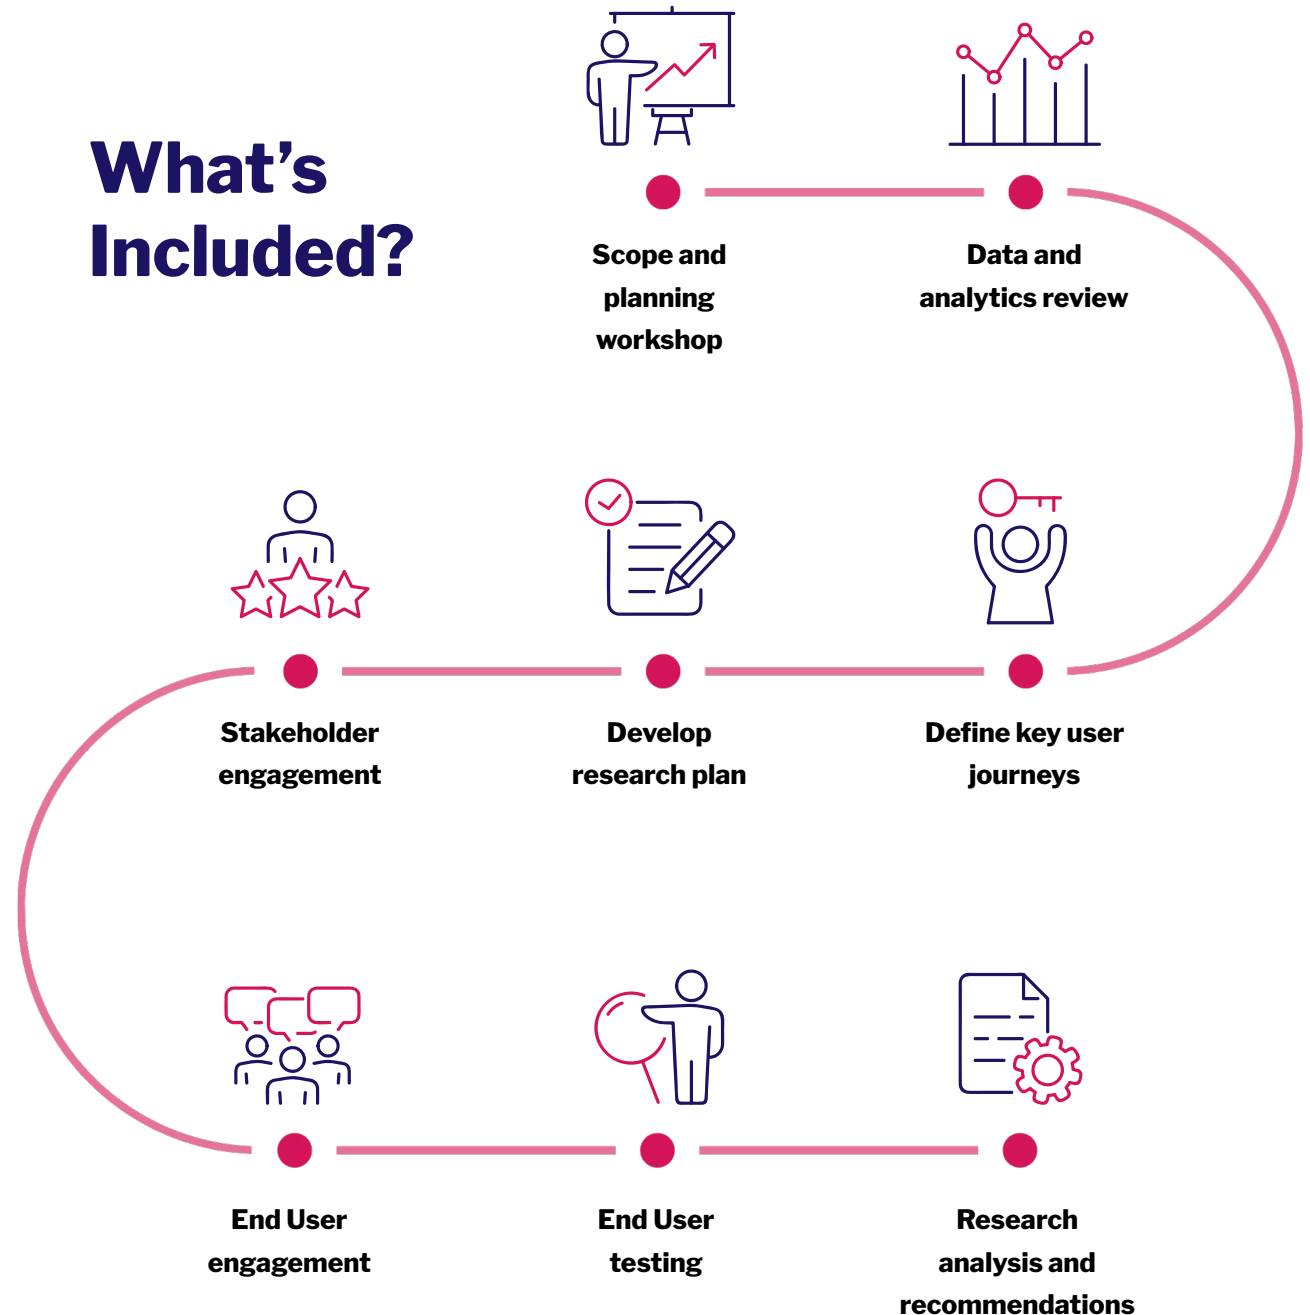 What's
Included?
Scope and
planning
workshop
Data and
analytics review
Define key user
journeys
Develop
research plan
Stakeholder
engagement
End User
engagement
End User
testing
Research
analysis and
recommendations